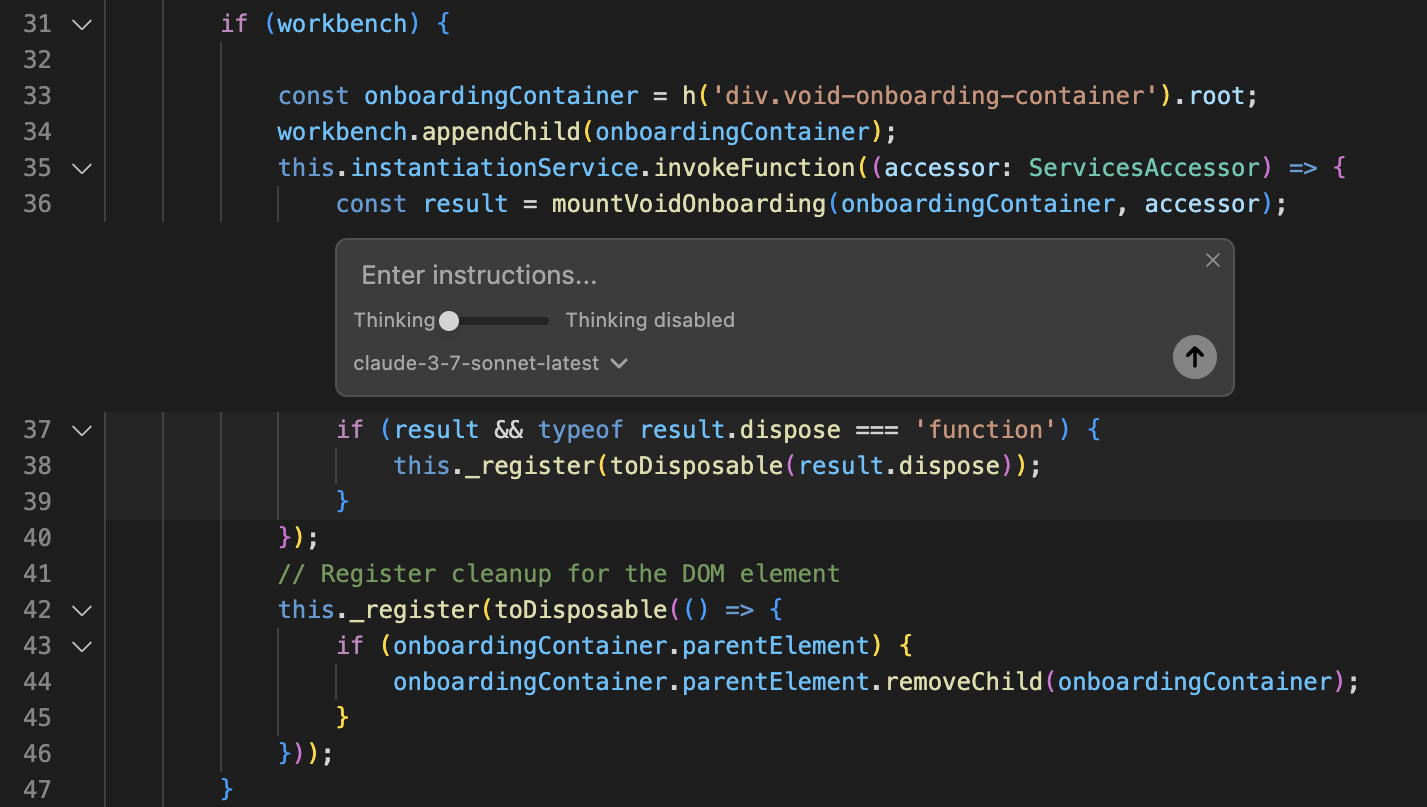 31 if (workbench) {
32
33 const onboardingContainer = h('div.void-onboarding-container').root;
34 workbench.appendChild(onboardingContainer);
35 this.instantiationService.invokeFunction((accessor: ServicesAccessor) => {
36 const result = mountVoidOnboarding(onboardingContainer, accessor);
Enter instructions...
Thinking Thinking disabled
claude-3-7-sonnet-latest
37 if (result && typeof result.dispose === 'function') {
38 this._register(toDisposable(result.dispose));
39 }
40 });
41 // Register cleanup for the DOM element
42 this._register(toDisposable(() => {
43 if (onboardingContainer.parentElement) {
44 onboardingContainer.parentElement.removeChild(onboardingContainer);
45 }
46 }));
47 }